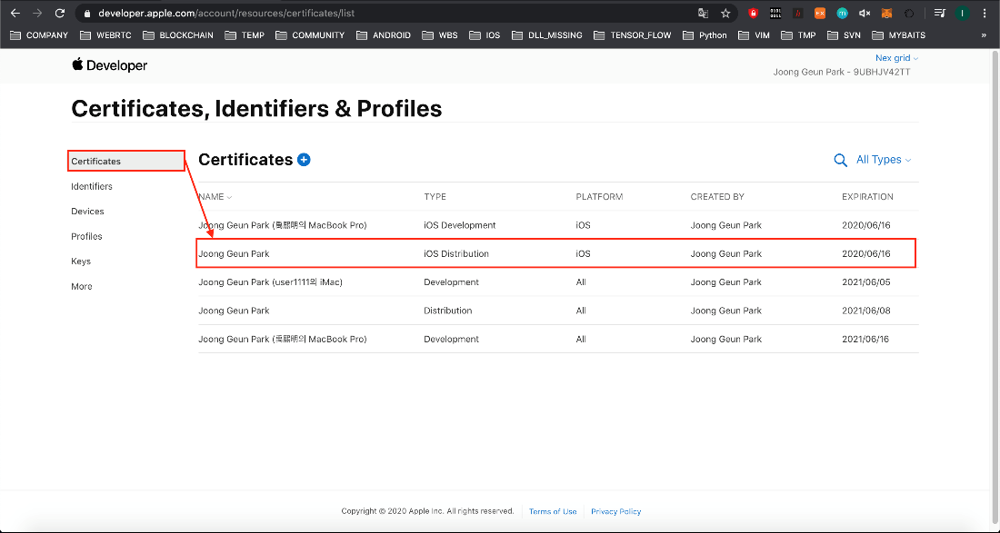 developer.apple.com/account/resources/certificates/list
COMPANY WEBRTC BLOCKCHAIN TEMP COMMUNITY ANDROID WBS IOS DLL_MISSING TENSOR_FLOW Python VIM TMP SVN MYBAITS »
Developer
Nex grid
Joong Geun Park - 9UBHJV42TT
Certificates, Identifiers & Profiles
Certificates
Identifiers
Devices
Profiles
Keys
More
Certificates
All Types
NAME TYPE PLATFORM CREATED BY EXPIRATION
Joong Geun Park (禹熙明의 MacBook Pro) iOS Development iOS Joong Geun Park 2020/06/16
Joong Geun Park iOS Distribution iOS Joong Geun Park 2020/06/16
Joong Geun Park (user1111의 iMac) Development All Joong Geun Park 2021/06/05
Joong Geun Park Distribution All Joong Geun Park 2021/06/08
Joong Geun Park (禹熙明의 MacBook Pro) Development All Joong Geun Park 2021/06/16
Copyright © 2020 Apple Inc. All rights reserved. Terms of Use Privacy Policy